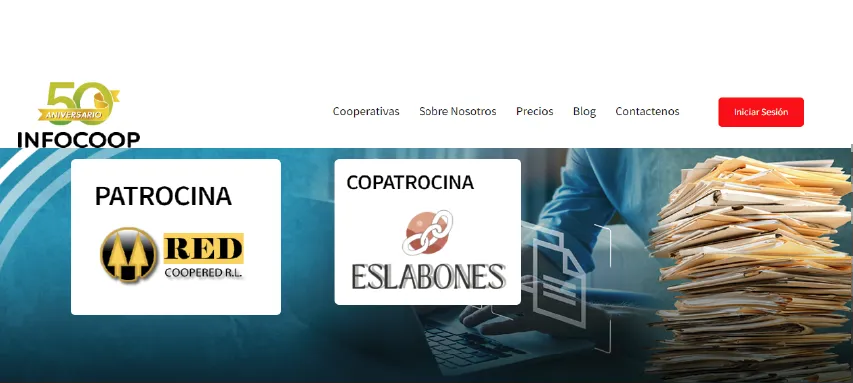 50
ANIVERSARIO
INFOCOOP
Cooperativas
Sobre Nosotros
Precios
Blog
Contactenos
Iniciar Sesión
PATROCINA
RED
COOPERED R.L.
COPATROCINA
ESLABONES